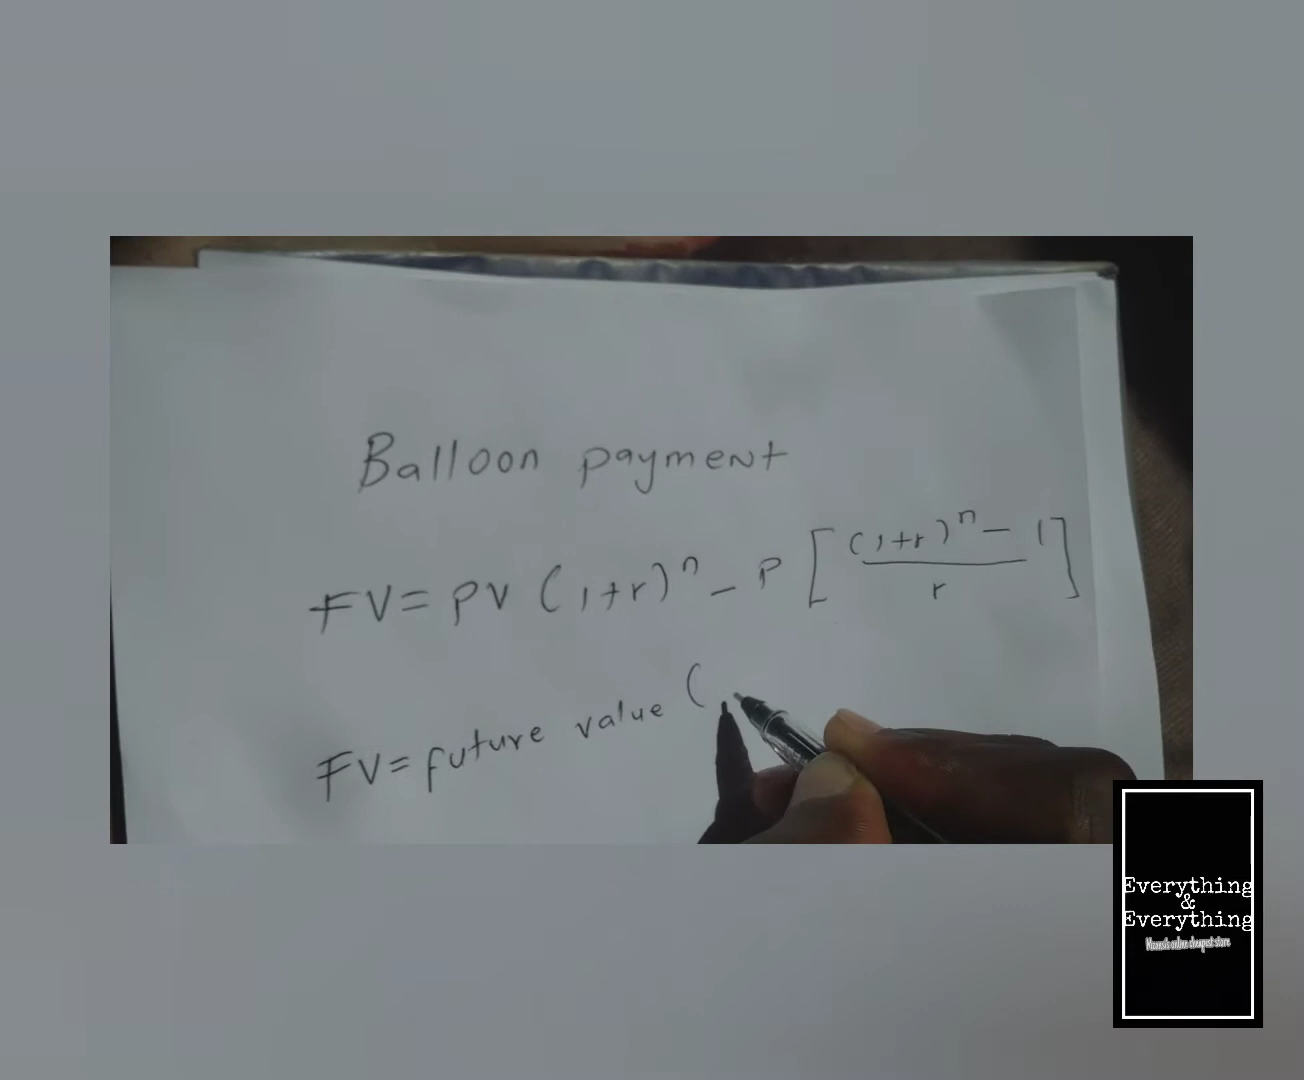 Balloon payment
FV = PV (1+r)ⁿ - P [ ((1+r)ⁿ - 1) / r ]
FV = future value (
Everything
&
Everything